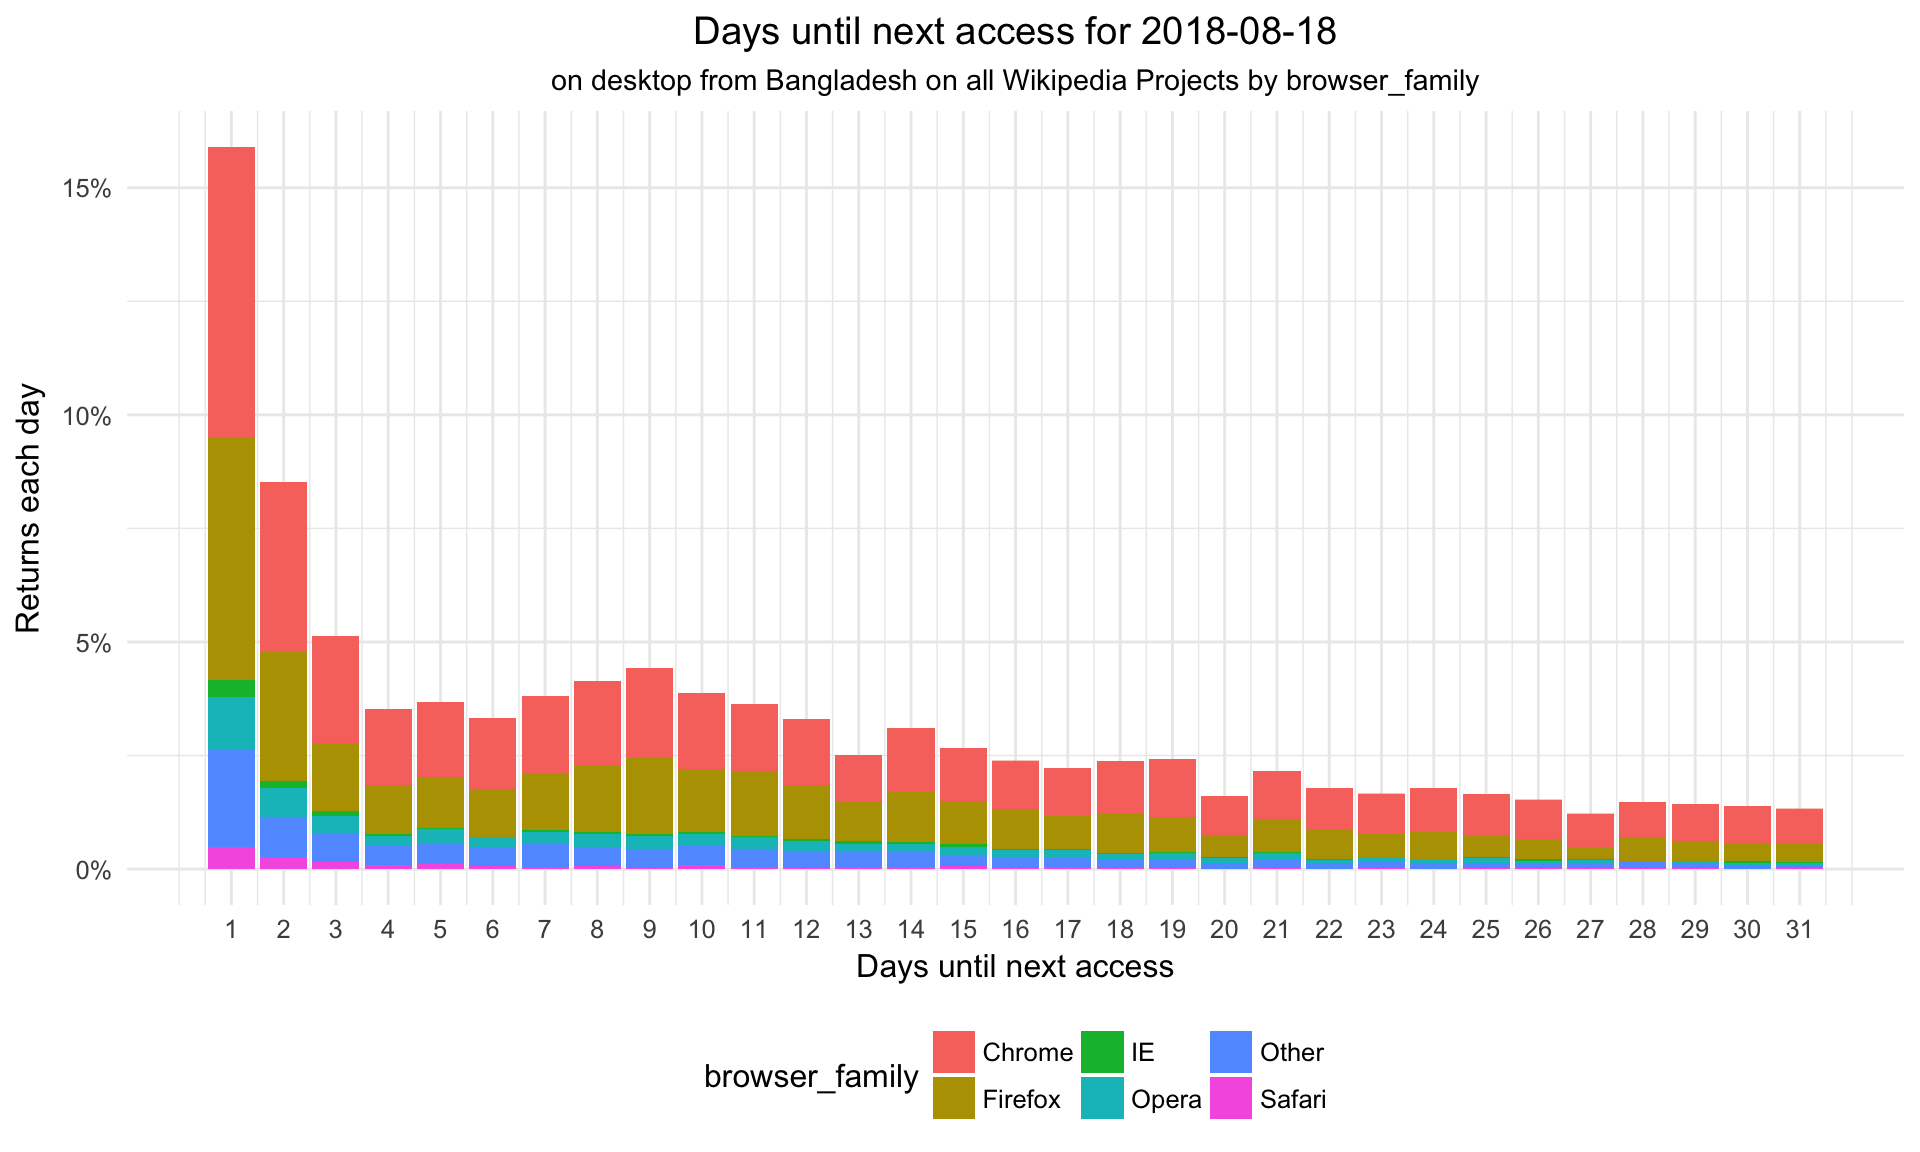 Days until next access for 2018-08-18
on desktop from Bangladesh on all Wikipedia Projects by browser_family
Returns each day
15%
10%
5%
0%
1 2 3 4 5 6 7 8 9 10 11 12 13 14 15 16 17 18 19 20 21 22 23 24 25 26 27 28 29 30 31
Days until next access
browser_family
Chrome IE Other
Firefox Opera Safari